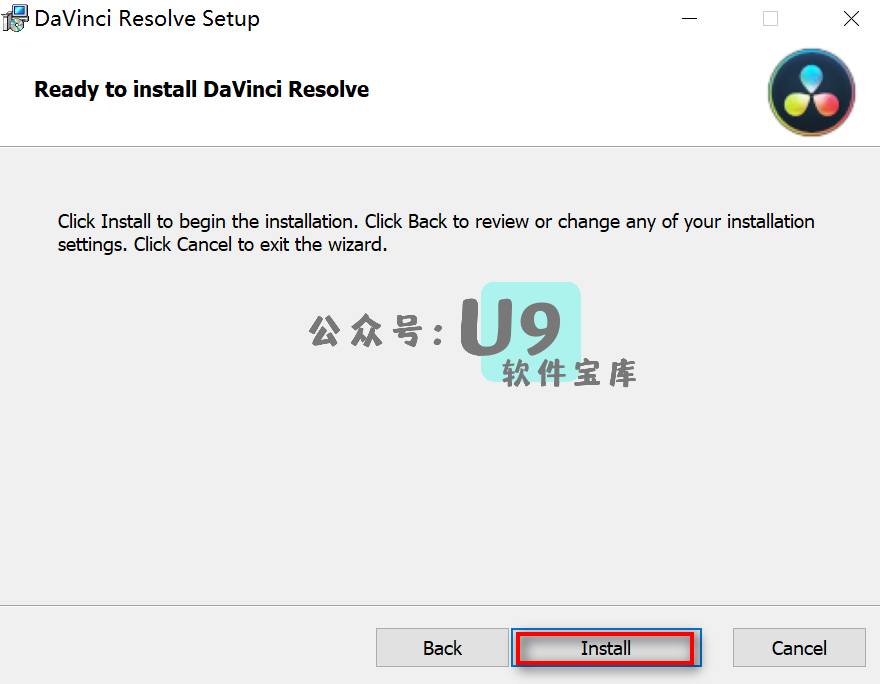 DaVinci Resolve Setup
Ready to install DaVinci Resolve
Click Install to begin the installation. Click Back to review or change any of your installation
settings. Click Cancel to exit the wizard.
公众号: U9
软件宝库
Back Install Cancel